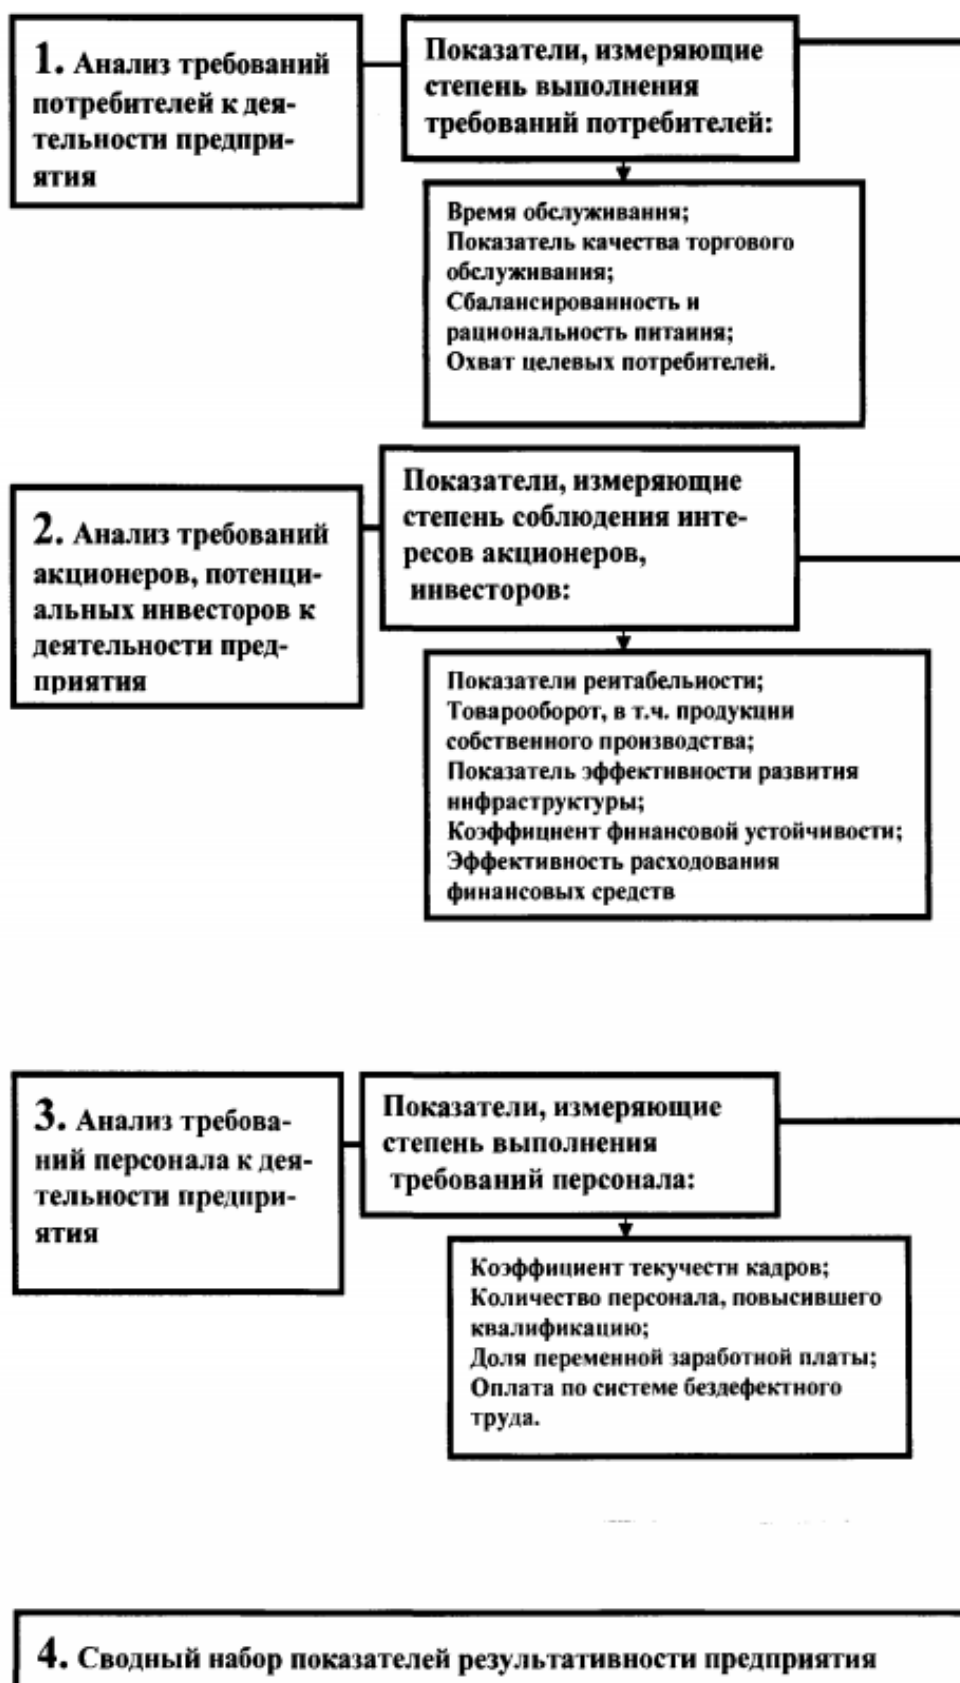 1. Анализ требований
потребителей к дея-
тельности предпри-
ятия
Показатели, измеряющие
степень выполнения
требований потребителей:
Время обслуживания;
Показатель качества торгового
обслуживания;
Сбалансированность и
рациональность питания;
Охват целевых потребителей.
2. Анализ требований
акционеров, потенци-
альных инвесторов к
деятельности пред-
приятия
Показатели, измеряющие
степень соблюдения инте-
ресов акционеров,
инвесторов:
Показатели рентабельности;
Товарооборот, в т.ч. продукции
собственного производства;
Показатель эффективности развития
инфраструктуры;
Коэффициент финансовой устойчивости;
Эффективность расходования
финансовых средств
3. Анализ требова-
ний персонала к дея-
тельности предпри-
ятия
Показатели, измеряющие
степень выполнения
требований персонала:
Коэффициент текучести кадров;
Количество персонала, повысившего
квалификацию;
Доля переменной заработной платы;
Оплата по системе бездефектного
труда.
4. Сводный набор показателей результативности предприятия